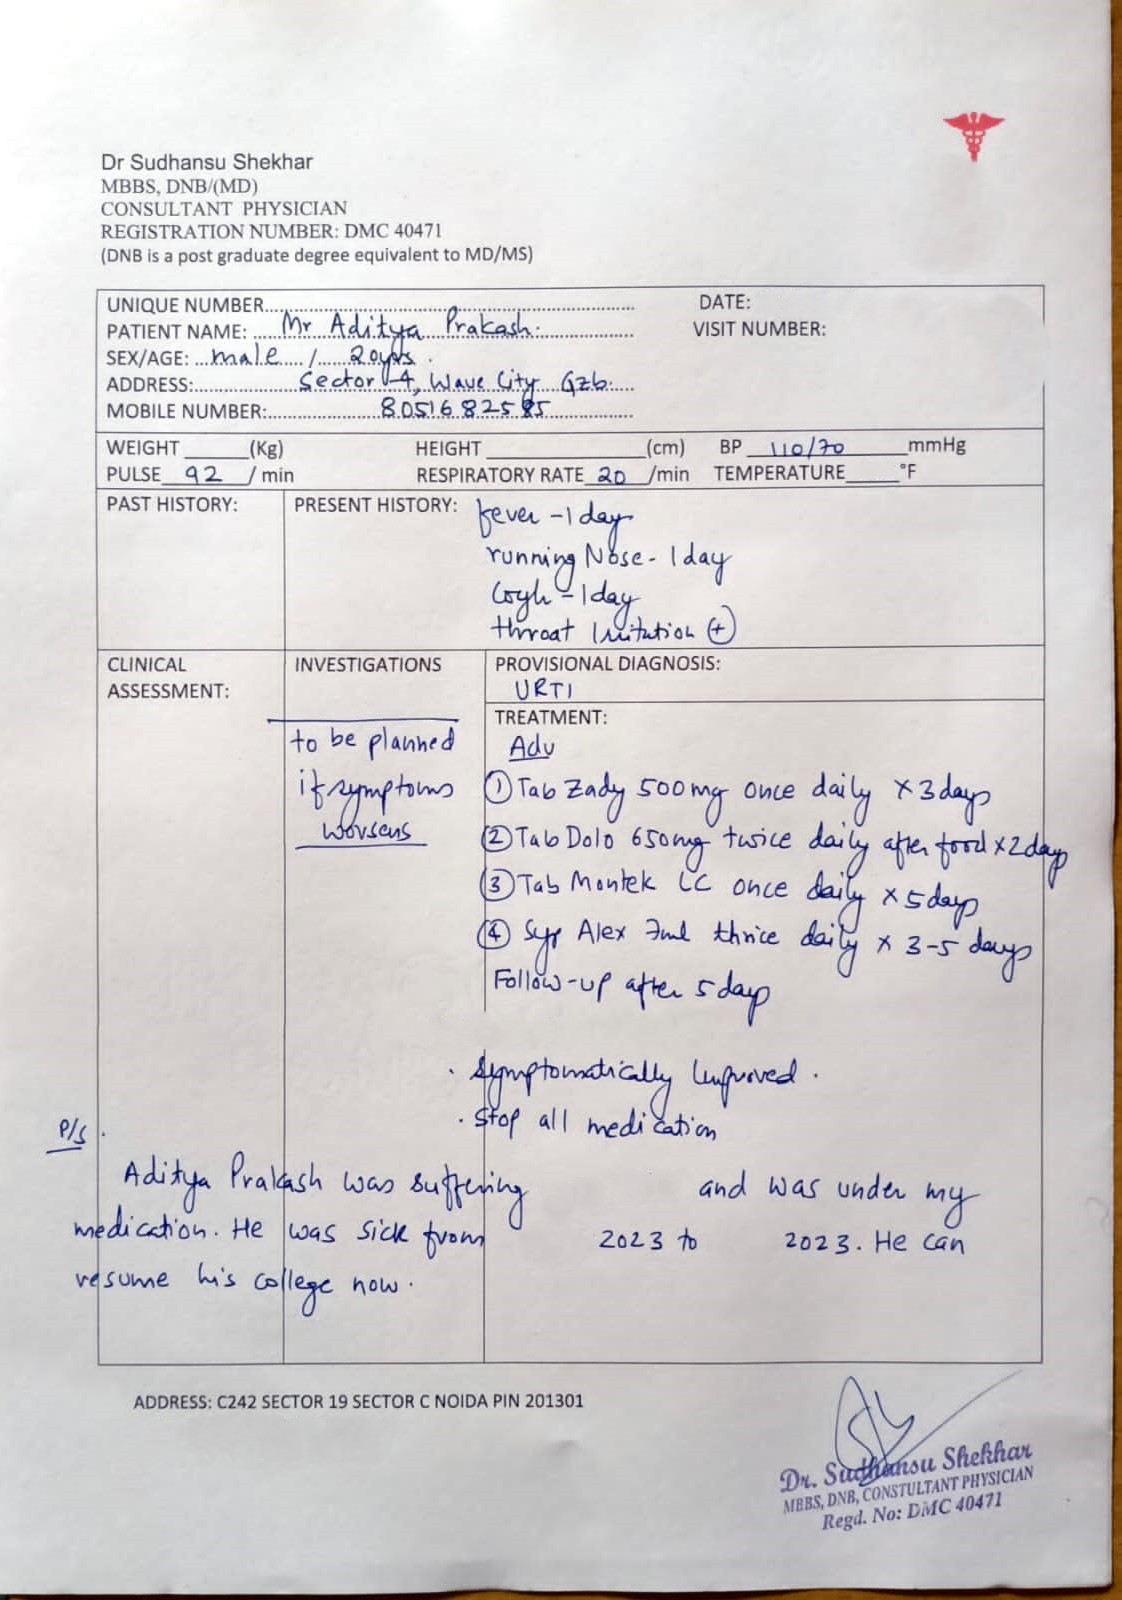 Dr Sudhansu Shekhar
MBBS, DNB/(MD)
CONSULTANT PHYSICIAN
REGISTRATION NUMBER: DMC 40471
(DNB is a post graduate degree equivalent to MD/MS)
UNIQUE NUMBER
DATE:
PATIENT NAME: Mr Aditya Prakash.
VISIT NUMBER:
SEX/AGE: male / 20yrs.
ADDRESS: Sector-4, Wave City Gzb.
MOBILE NUMBER: 8051682585
WEIGHT (Kg) HEIGHT (cm) BP 110/70 mmHg
PULSE 92 / min RESPIRATORY RATE 20 /min TEMPERATURE °F
PAST HISTORY:
PRESENT HISTORY: fever - 1 day
running Nose - 1 day
Cough - 1 day
throat Irritation (+)
CLINICAL
ASSESSMENT:
INVESTIGATIONS
to be planned
if symptoms
worsens
PROVISIONAL DIAGNOSIS:
URTI
TREATMENT:
Adv
① Tab Zady 500mg once daily × 3 days
② Tab Dolo 650mg twice daily after food × 2 days
③ Tab Montek LC once daily × 5 days
④ Syp Alex 7ml thrice daily × 3-5 days
Follow-up after 5 days
. Symptomatically Improved.
. Stop all medication
P/S.
Aditya Prakash was suffering and was under my
medication. He was sick from 2023 to 2023. He can
resume his college now.
ADDRESS: C242 SECTOR 19 SECTOR C NOIDA PIN 201301
Dr. Sudhansu Shekhar
MBBS, DNB, CONSTULTANT PHYSICIAN
Regd. No: DMC 40471